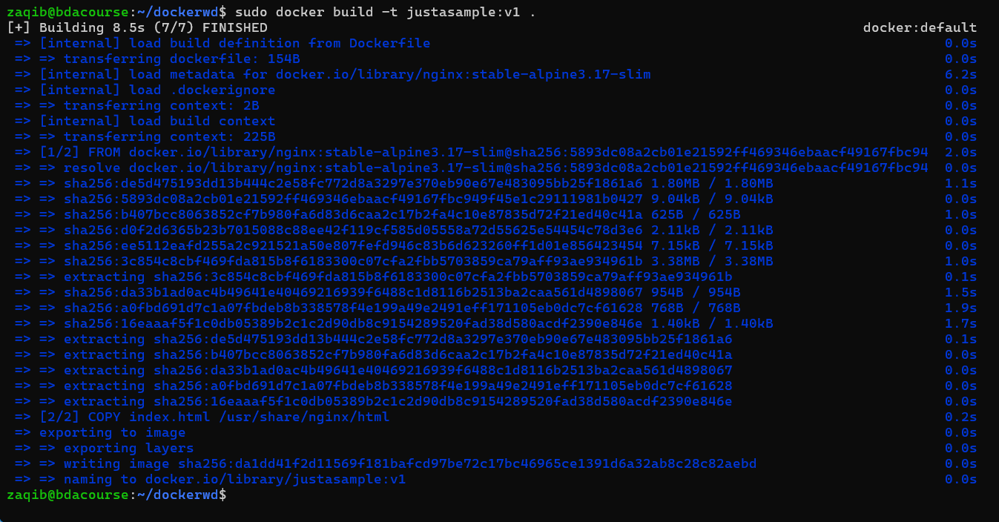 zaqib@bdacourse:~/dockerwd$ sudo docker build -t justasample:v1 .
[+] Building 8.5s (7/7) FINISHED docker:default
=> [internal] load build definition from Dockerfile 0.0s
=> => transferring dockerfile: 154B 0.0s
=> [internal] load metadata for docker.io/library/nginx:stable-alpine3.17-slim 6.2s
=> [internal] load .dockerignore 0.0s
=> => transferring context: 2B 0.0s
=> [internal] load build context 0.0s
=> => transferring context: 225B 0.0s
=> [1/2] FROM docker.io/library/nginx:stable-alpine3.17-slim@sha256:5893dc08a2cb01e21592ff469346ebaacf49167fbc94 2.0s
=> => resolve docker.io/library/nginx:stable-alpine3.17-slim@sha256:5893dc08a2cb01e21592ff469346ebaacf49167fbc94 0.0s
=> => sha256:de5d475193dd13b444c2e58fc772d8a3297e370eb90e67e483095bb25f1861a6 1.80MB / 1.80MB 1.1s
=> => sha256:5893dc08a2cb01e21592ff469346ebaacf49167fbc949f45e1c29111981b0427 9.04kB / 9.04kB 0.0s
=> => sha256:b407bcc8063852cf7b980fa6d83d6caa2c17b2fa4c10e87835d72f21ed40c41a 625B / 625B 1.0s
=> => sha256:d0f2d6365b23b7015088c88ee42f119cf585d05558a72d55625e54454c78d3e6 2.11kB / 2.11kB 0.0s
=> => sha256:ee5112eafd255a2c921521a50e807fefd946c83b6d623260ff1d01e856423454 7.15kB / 7.15kB 0.0s
=> => sha256:3c854c8cbf469fda815b8f6183300c07cfa2fbb5703859ca79aff93ae934961b 3.38MB / 3.38MB 1.0s
=> => extracting sha256:3c854c8cbf469fda815b8f6183300c07cfa2fbb5703859ca79aff93ae934961b 0.1s
=> => sha256:da33b1ad0ac4b49641e40469216939f6488c1d8116b2513ba2caa561d4898067 954B / 954B 1.5s
=> => sha256:a0fbd691d7c1a07fbdeb8b338578f4e199a49e2491eff171105eb0dc7cf61628 768B / 768B 1.9s
=> => sha256:16eaaaf5f1c0db05389b2c1c2d90db8c9154289520fad38d580acdf2390e846e 1.40kB / 1.40kB 1.7s
=> => extracting sha256:de5d475193dd13b444c2e58fc772d8a3297e370eb90e67e483095bb25f1861a6 0.1s
=> => extracting sha256:b407bcc8063852cf7b980fa6d83d6caa2c17b2fa4c10e87835d72f21ed40c41a 0.0s
=> => extracting sha256:da33b1ad0ac4b49641e40469216939f6488c1d8116b2513ba2caa561d4898067 0.0s
=> => extracting sha256:a0fbd691d7c1a07fbdeb8b338578f4e199a49e2491eff171105eb0dc7cf61628 0.0s
=> => extracting sha256:16eaaaf5f1c0db05389b2c1c2d90db8c9154289520fad38d580acdf2390e846e 0.0s
=> [2/2] COPY index.html /usr/share/nginx/html 0.2s
=> exporting to image 0.0s
=> => exporting layers 0.0s
=> => writing image sha256:da1dd41f2d11569f181bafcd97be72c17bc46965ce1391d6a32ab8c28c82aebd 0.0s
=> => naming to docker.io/library/justasample:v1 0.0s
zaqib@bdacourse:~/dockerwd$